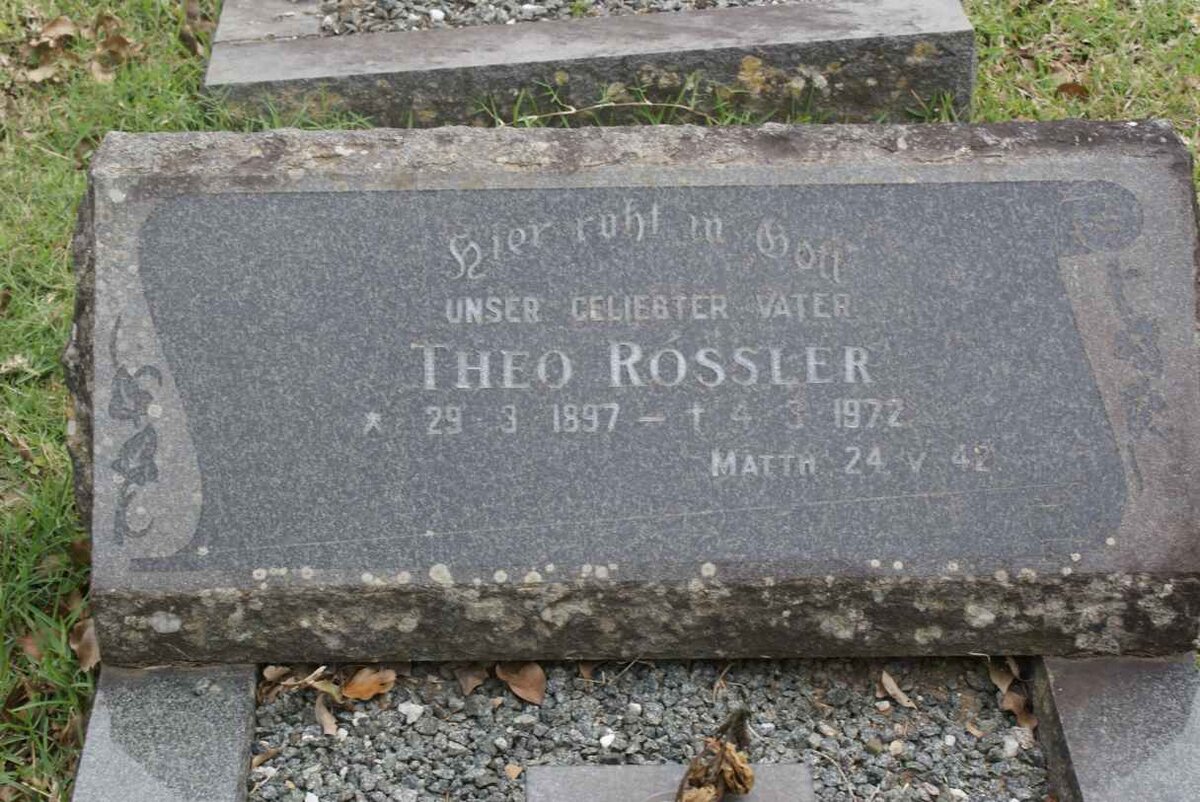 Hier ruht in Gott
UNSER GELIEBTER VATER
THEO RÖSSLER
* 29 · 3 1897 – † 4 · 3 1972
MATTH 24 V 42